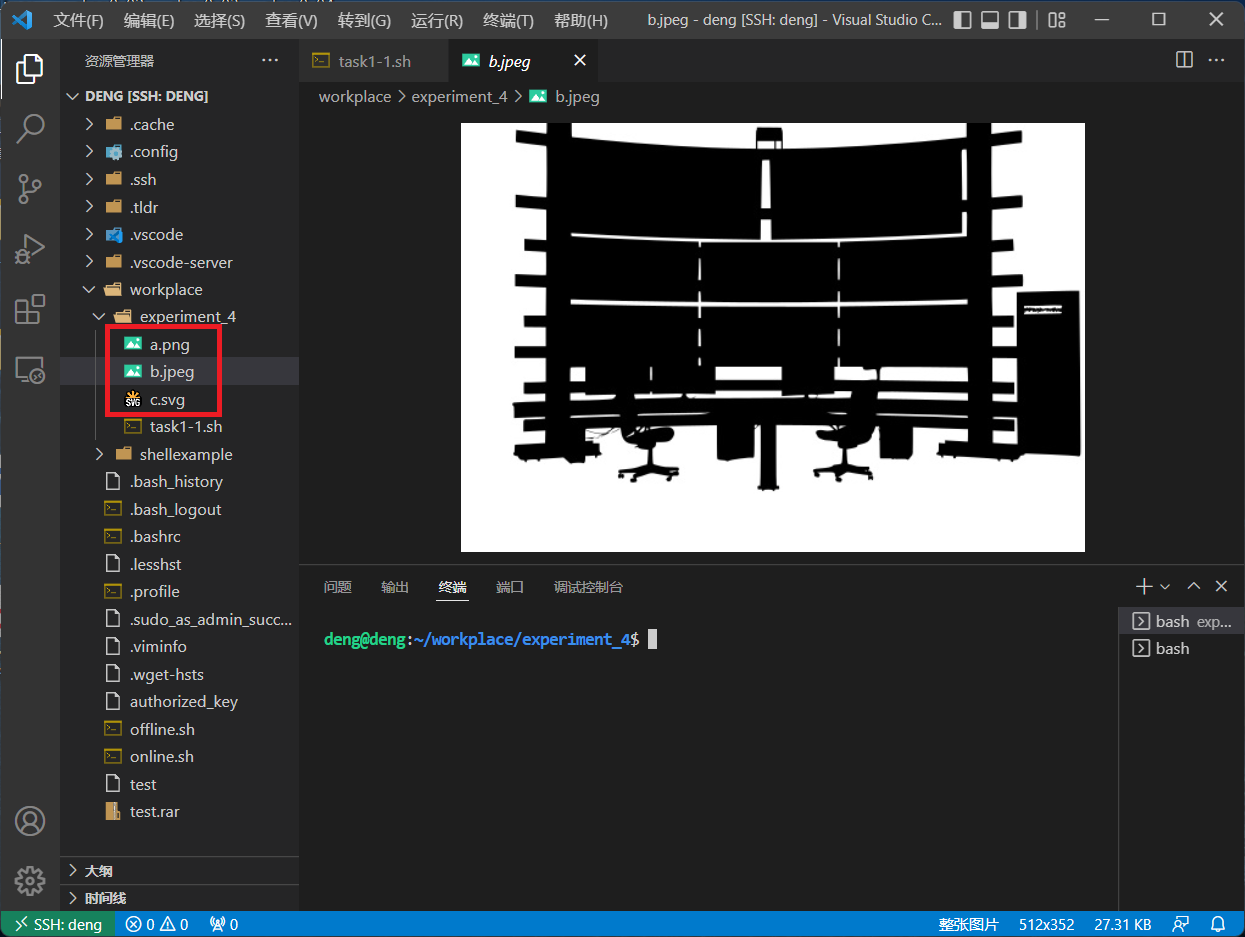 文件(F) 编辑(E) 选择(S) 查看(V) 转到(G) 运行(R) 终端(T) 帮助(H) b.jpeg - deng [SSH: deng] - Visual Studio C...
资源管理器
DENG [SSH: DENG]
.cache
.config
.ssh
.tldr
.vscode
.vscode-server
workplace
experiment_4
a.png
b.jpeg
SVG c.svg
task1-1.sh
shellexample
.bash_history
.bash_logout
.bashrc
.lesshst
.profile
.sudo_as_admin_succ...
.viminfo
.wget-hsts
authorized_key
offline.sh
online.sh
test
test.rar
大纲
时间线
task1-1.sh b.jpeg
workplace > experiment_4 > b.jpeg
问题 输出 终端 端口 调试控制台
deng@deng:~/workplace/experiment_4$
bash exp...
bash
SSH: deng 0 0 0 整张图片 512x352 27.31 KB